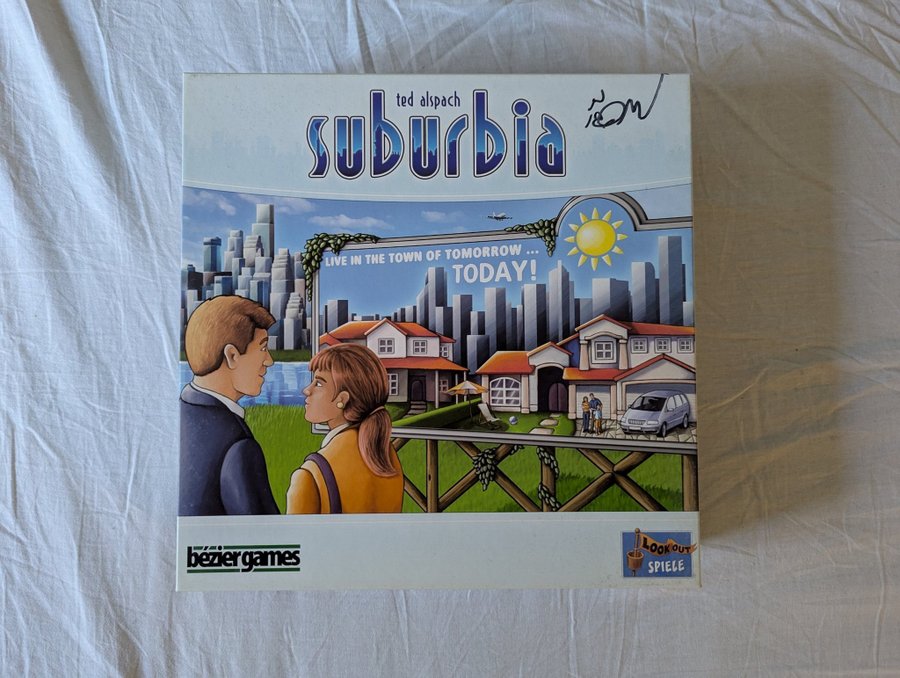 ted alspach
suburbia
LIVE IN THE TOWN OF TOMORROW ...
TODAY!
bézier games
LOOKOUT
SPIELE